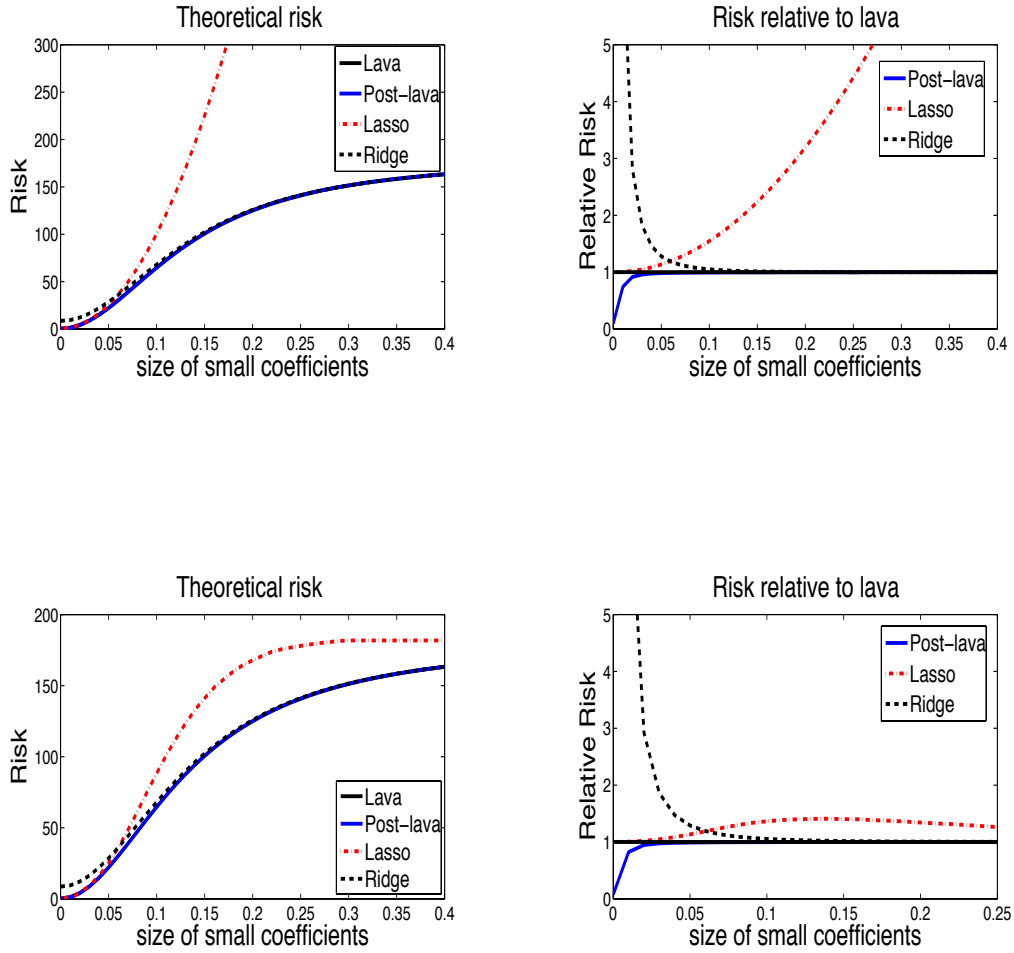 Theoretical risk
300
250
200
150
100
50
0
Risk
0 0.05 0.1 0.15 0.2 0.25 0.3 0.35 0.4
size of small coefficients
Lava
Post-lava
Lasso
Ridge
Risk relative to lava
5
4
3
2
1
0
Relative Risk
0 0.05 0.1 0.15 0.2 0.25 0.3 0.35 0.4
size of small coefficients
Post-lava
Lasso
Ridge
Theoretical risk
200
150
100
50
0
Risk
0 0.05 0.1 0.15 0.2 0.25 0.3 0.35 0.4
size of small coefficients
Lava
Post-lava
Lasso
Ridge
Risk relative to lava
5
4
3
2
1
0
Relative Risk
0 0.05 0.1 0.15 0.2 0.25
size of small coefficients
Post-lava
Lasso
Ridge